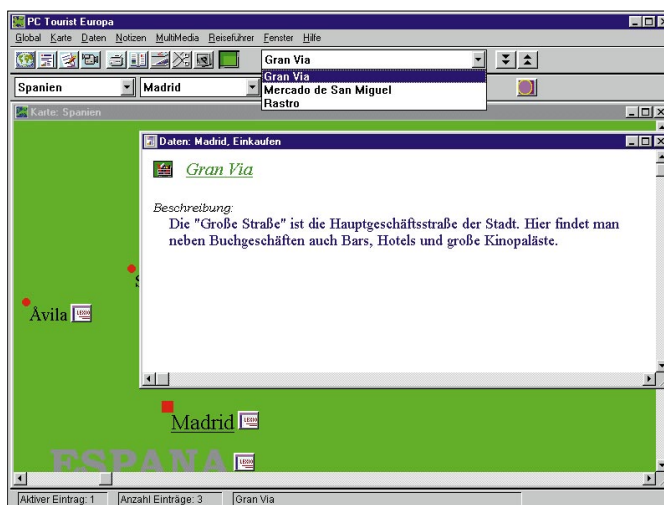 PC Tourist Europa
Global Karte Daten Notizen MultiMedia Reiseführer Fenster Hilfe
Gran Via
Gran Via
Mercado de San Miguel
Rastro
Spanien Madrid
Karte: Spanien
Daten: Madrid, Einkaufen
Gran Via
Beschreibung:
Die "Große Straße" ist die Hauptgeschäftsstraße der Stadt. Hier findet man
neben Buchgeschäften auch Bars, Hotels und große Kinopaläste.
Åvila
Madrid
ESPANA
Aktiver Eintrag: 1 Anzahl Einträge: 3 Gran Via